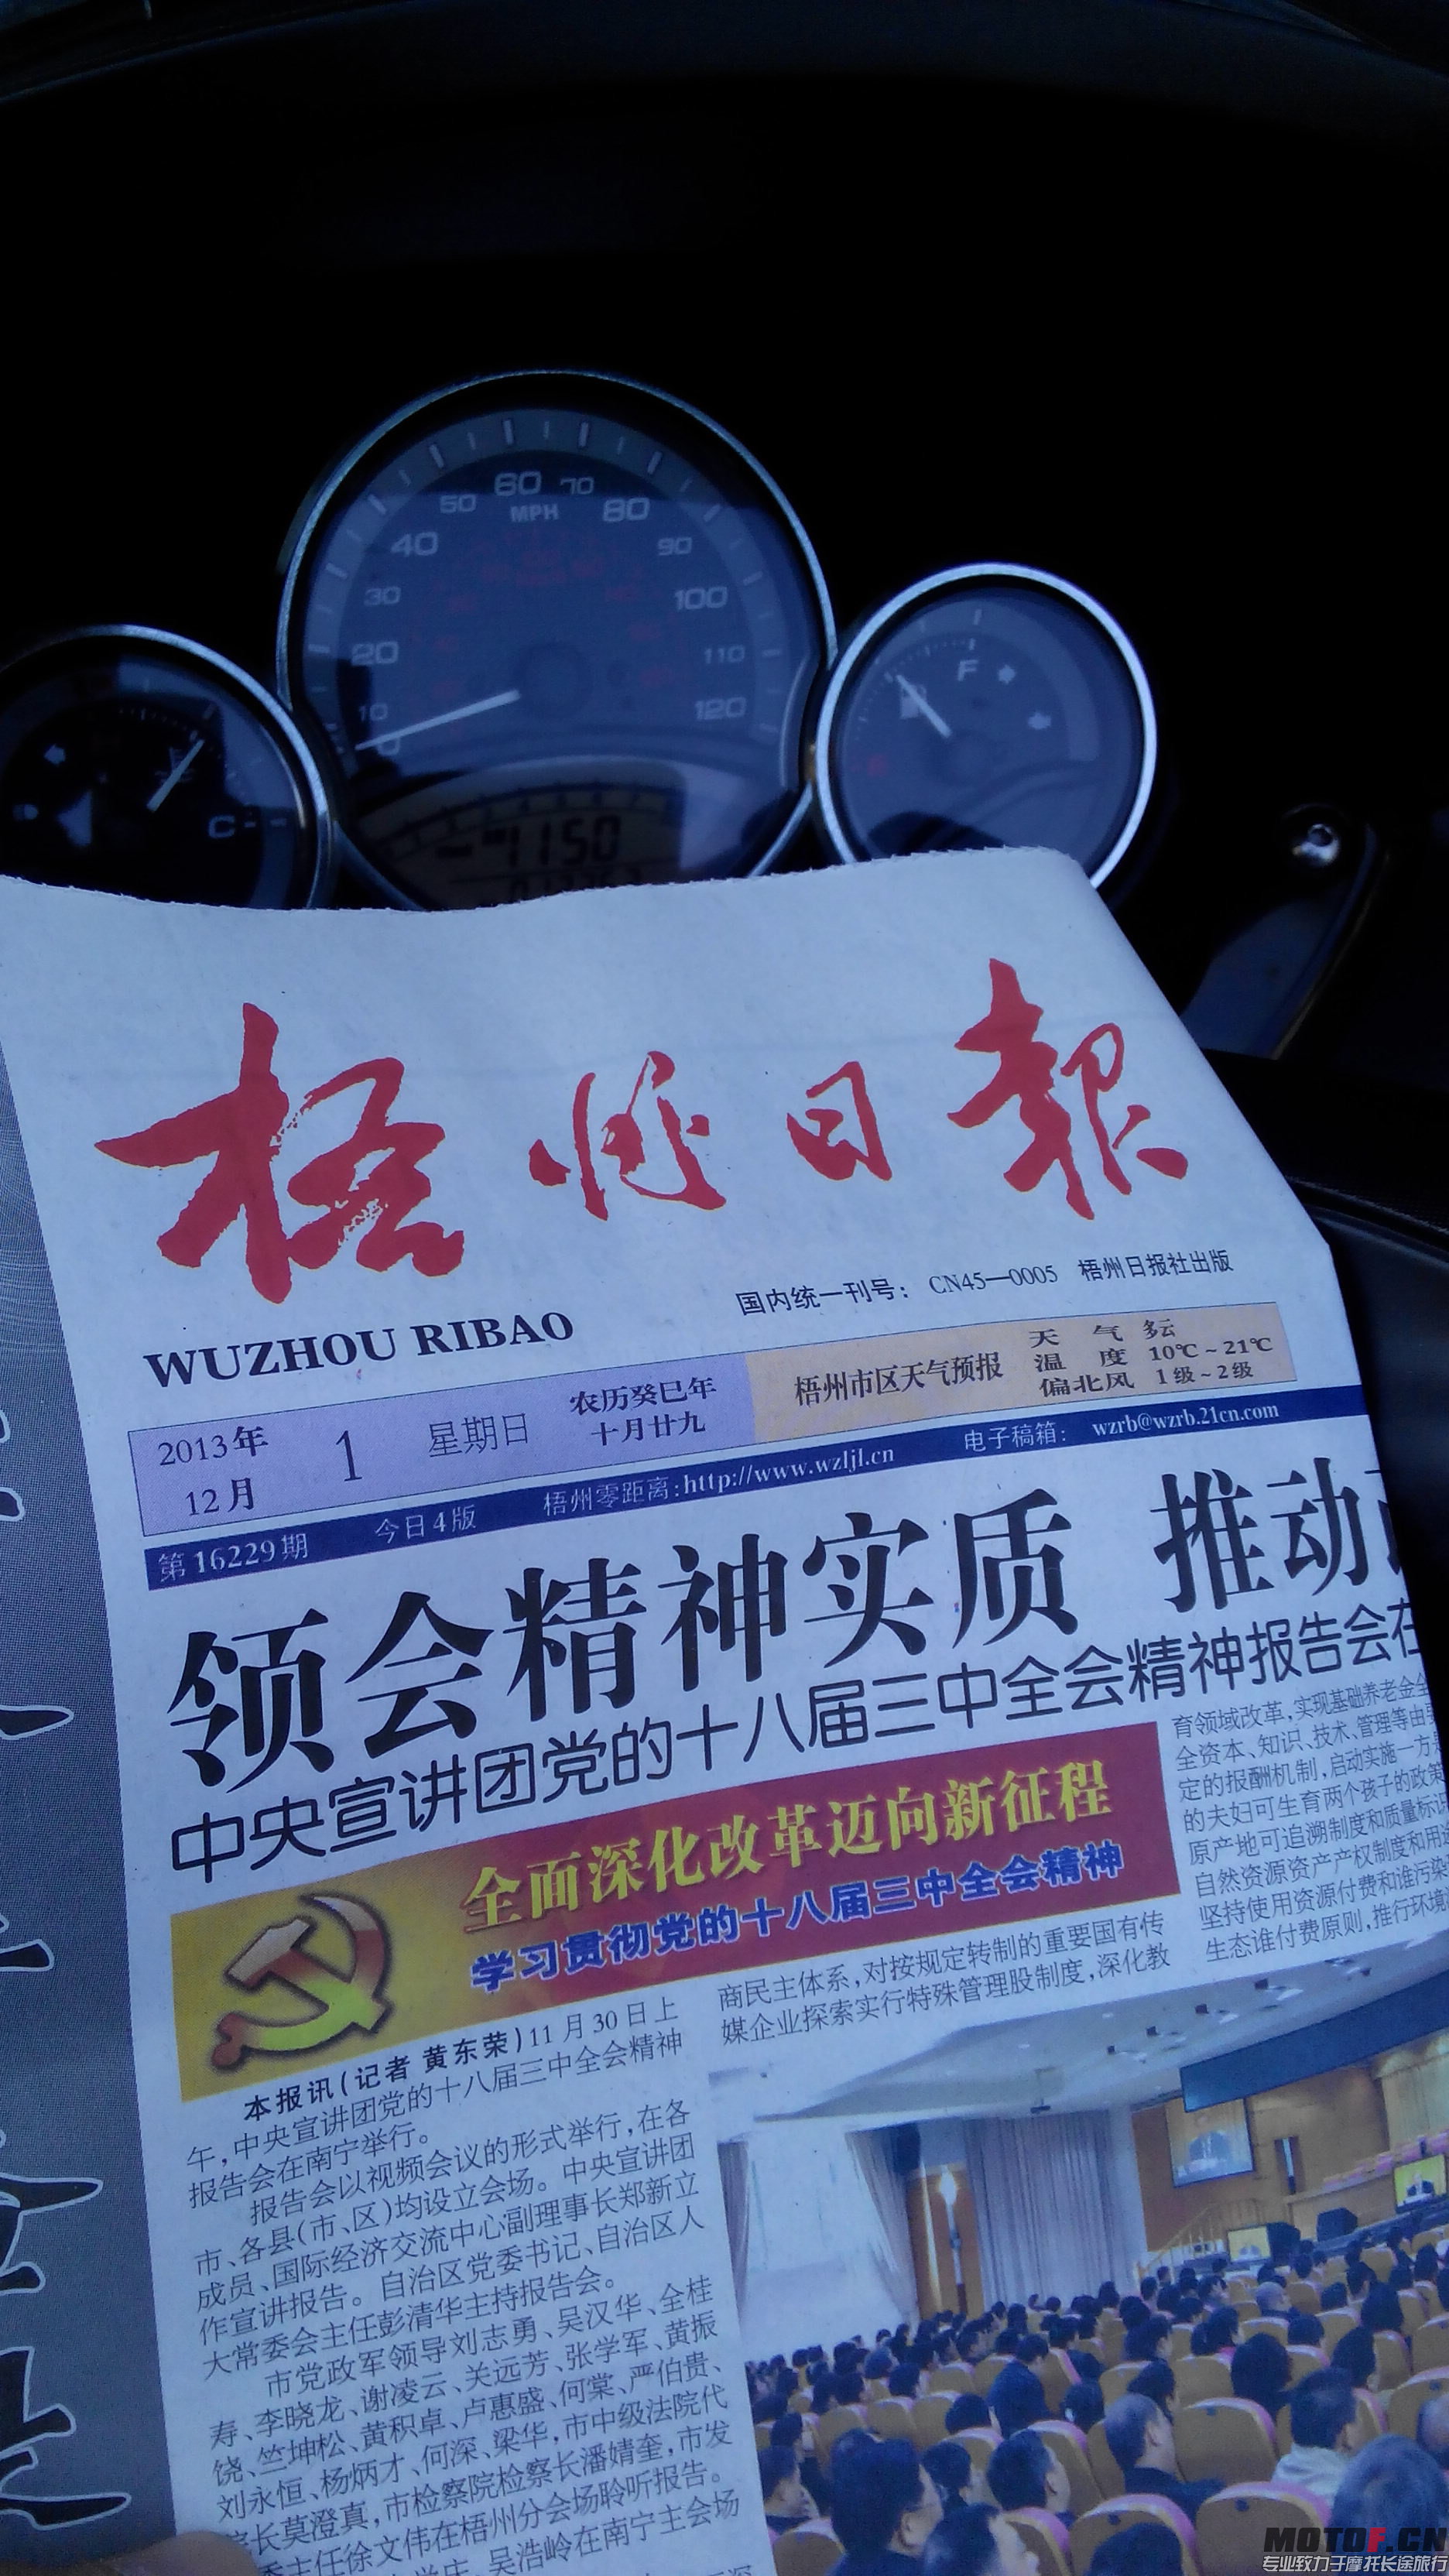 60
70
50
MPH
80
40
90
30
100
20
110
10
120
F
C
1150
梧州日報
WUZHOU RIBAO
国内统一刊号: CN45—0005 梧州日报社出版
2013年
12月
1
星期日
农历癸巳年
十月廿九
梧州市区天气预报
天 气 多云
温 度 10℃~21℃
偏北风 1级~2级
第16229期 今日4版 梧州零距离:http://www.wzljl.cn 电子稿箱: wzrb@wzrb.21cn.com
领会精神实质 推动
中央宣讲团党的十八届三中全会精神报告会在
全面深化改革迈向新征程
学习贯彻党的十八届三中全会精神
本报讯(记者 黄东荣)11月30日上
午,中央宣讲团党的十八届三中全会精神
报告会在南宁举行。
报告会以视频会议的形式举行,在各
市、各县(市、区)均设立会场。中央宣讲团
成员、国际经济交流中心副理事长郑新立
作宣讲报告。自治区党委书记、自治区人
大常委会主任彭清华主持报告会。
市党政军领导刘志勇、吴汉华、全桂
寿、李晓龙、谢凌云、关远芳、张学军、黄振
饶、竺坤松、黄积卓、卢惠盛、何棠、严伯贵、
刘永恒、杨炳才、何深、梁华,市中级法院代
院长莫澄真,市检察院检察长潘婧奎,市发
委主任徐文伟在梧州分会场聆听报告。
吴浩岭在南宁主会场
商民主体系,对按规定转制的重要国有传
媒企业探索实行特殊管理股制度,深化教
育领域改革,实现基础养老金全
全资本、知识、技术、管理等由
定的报酬机制,启动实施一方
的夫妇可生育两个孩子的政策
原产地可追溯制度和质量标识
自然资源资产产权制度和用
坚持使用资源付费和谁污染
生态谁付费原则,推行环境
MOTOF.CN
专业致力于摩托长途旅行